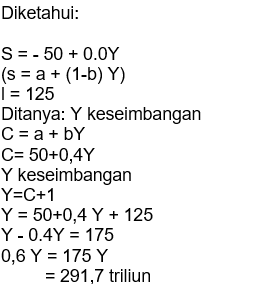 Diketahui:
S = - 50 + 0.0Y
(s = a + (1-b) Y)
I = 125
Ditanya: Y keseimbangan
C = a + bY
C= 50+0,4Y
Y keseimbangan
Y=C+1
Y = 50+0,4 Y + 125
Y - 0.4Y = 175
0,6 Y = 175 Y
= 291,7 triliun